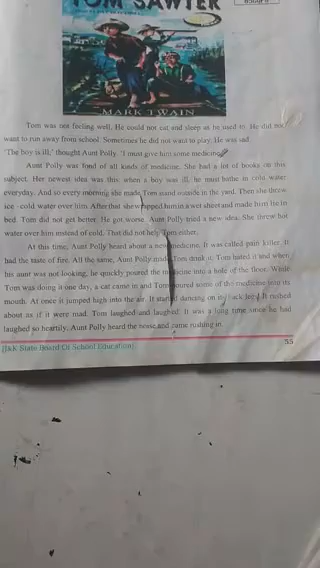 TOM SAWYER
MARK TWAIN
Tom was not feeling well. He could not eat and sleep as he used to. He did not
want to run away from school. Sometimes he did not want to play. He was sad.
'The boy is ill,' thought Aunt Polly. 'I must give him some medicine.'
Aunt Polly was fond of all kinds of medicine. She had a lot of books on this
subject. Her newest idea was this: when a boy was ill, he must bathe in cold water
everyday. And so every morning she made Tom stand outside in the yard. Then she threw
ice - cold water over him. After that she wrapped him in a wet sheet and made him lie in
bed. Tom did not get better. He got worse. Aunt Polly tried a new idea. She threw hot
water over him instead of cold. That did not help Tom either.
At this time, Aunt Polly heard about a new medicine. It was called pain killer. It
had the taste of fire. All the same, Aunt Polly made Tom drink it. Tom hated it and when
his aunt was not looking, he quickly poured the medicine into a hole of the floor. While
Tom was doing it one day, a cat came in and Tom poured some of the medicine into its
mouth. At once it jumped high into the air. It started dancing on its back legs. It rushed
about as if it were mad. Tom laughed and laughed. It was a long time since he had
laughed so heartily. Aunt Polly heard the noise and came rushing in.
(J&K State Board Of School Education)
55